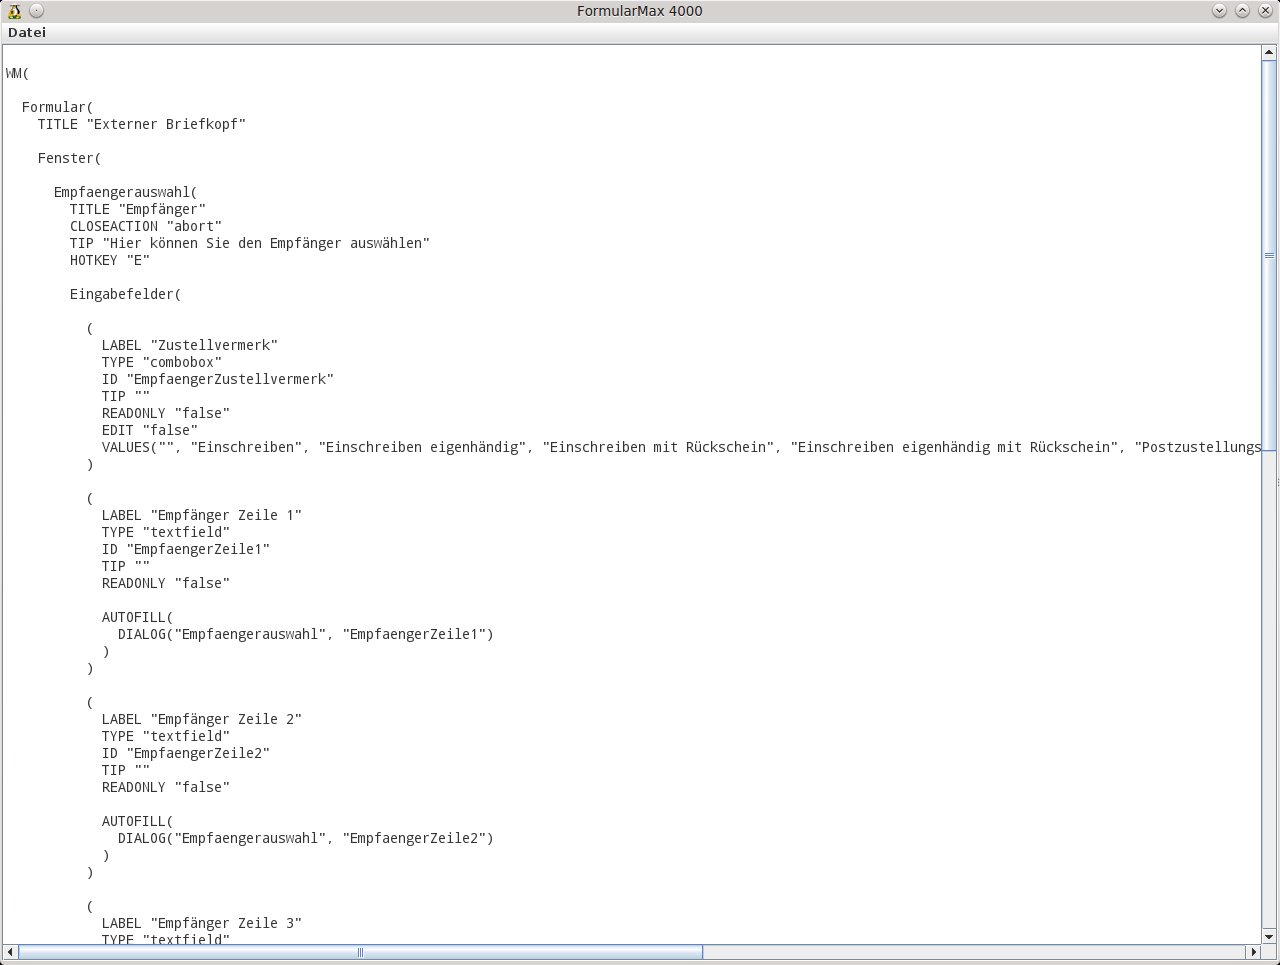 FormularMax 4000
Datei
WM(
Formular(
TITLE "Externer Briefkopf"
Fenster(
Empfaengerauswahl(
TITLE "Empfänger"
CLOSEACTION "abort"
TIP "Hier können Sie den Empfänger auswählen"
HOTKEY "E"
Eingabefelder(
(
LABEL "Zustellvermerk"
TYPE "combobox"
ID "EmpfaengerZustellvermerk"
TIP ""
READONLY "false"
EDIT "false"
VALUES("", "Einschreiben", "Einschreiben eigenhändig", "Einschreiben mit Rückschein", "Einschreiben eigenhändig mit Rückschein", "Postzustellungs
)
(
LABEL "Empfänger Zeile 1"
TYPE "textfield"
ID "EmpfaengerZeile1"
TIP ""
READONLY "false"
AUTOFILL(
DIALOG("Empfaengerauswahl", "EmpfaengerZeile1")
)
)
(
LABEL "Empfänger Zeile 2"
TYPE "textfield"
ID "EmpfaengerZeile2"
TIP ""
READONLY "false"
AUTOFILL(
DIALOG("Empfaengerauswahl", "EmpfaengerZeile2")
)
)
(
LABEL "Empfänger Zeile 3"
TYPE "textfield"